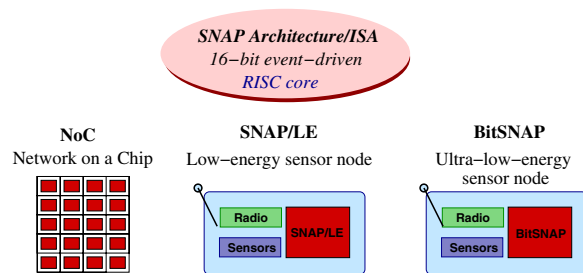 SNAP Architecture/ISA
16−bit event−driven
RISC core
NoC
Network on a Chip
SNAP/LE
Low−energy sensor node
BitSNAP
Ultra−low−energy
sensor node
Radio
Sensors
SNAP/LE
Radio
Sensors
BitSNAP